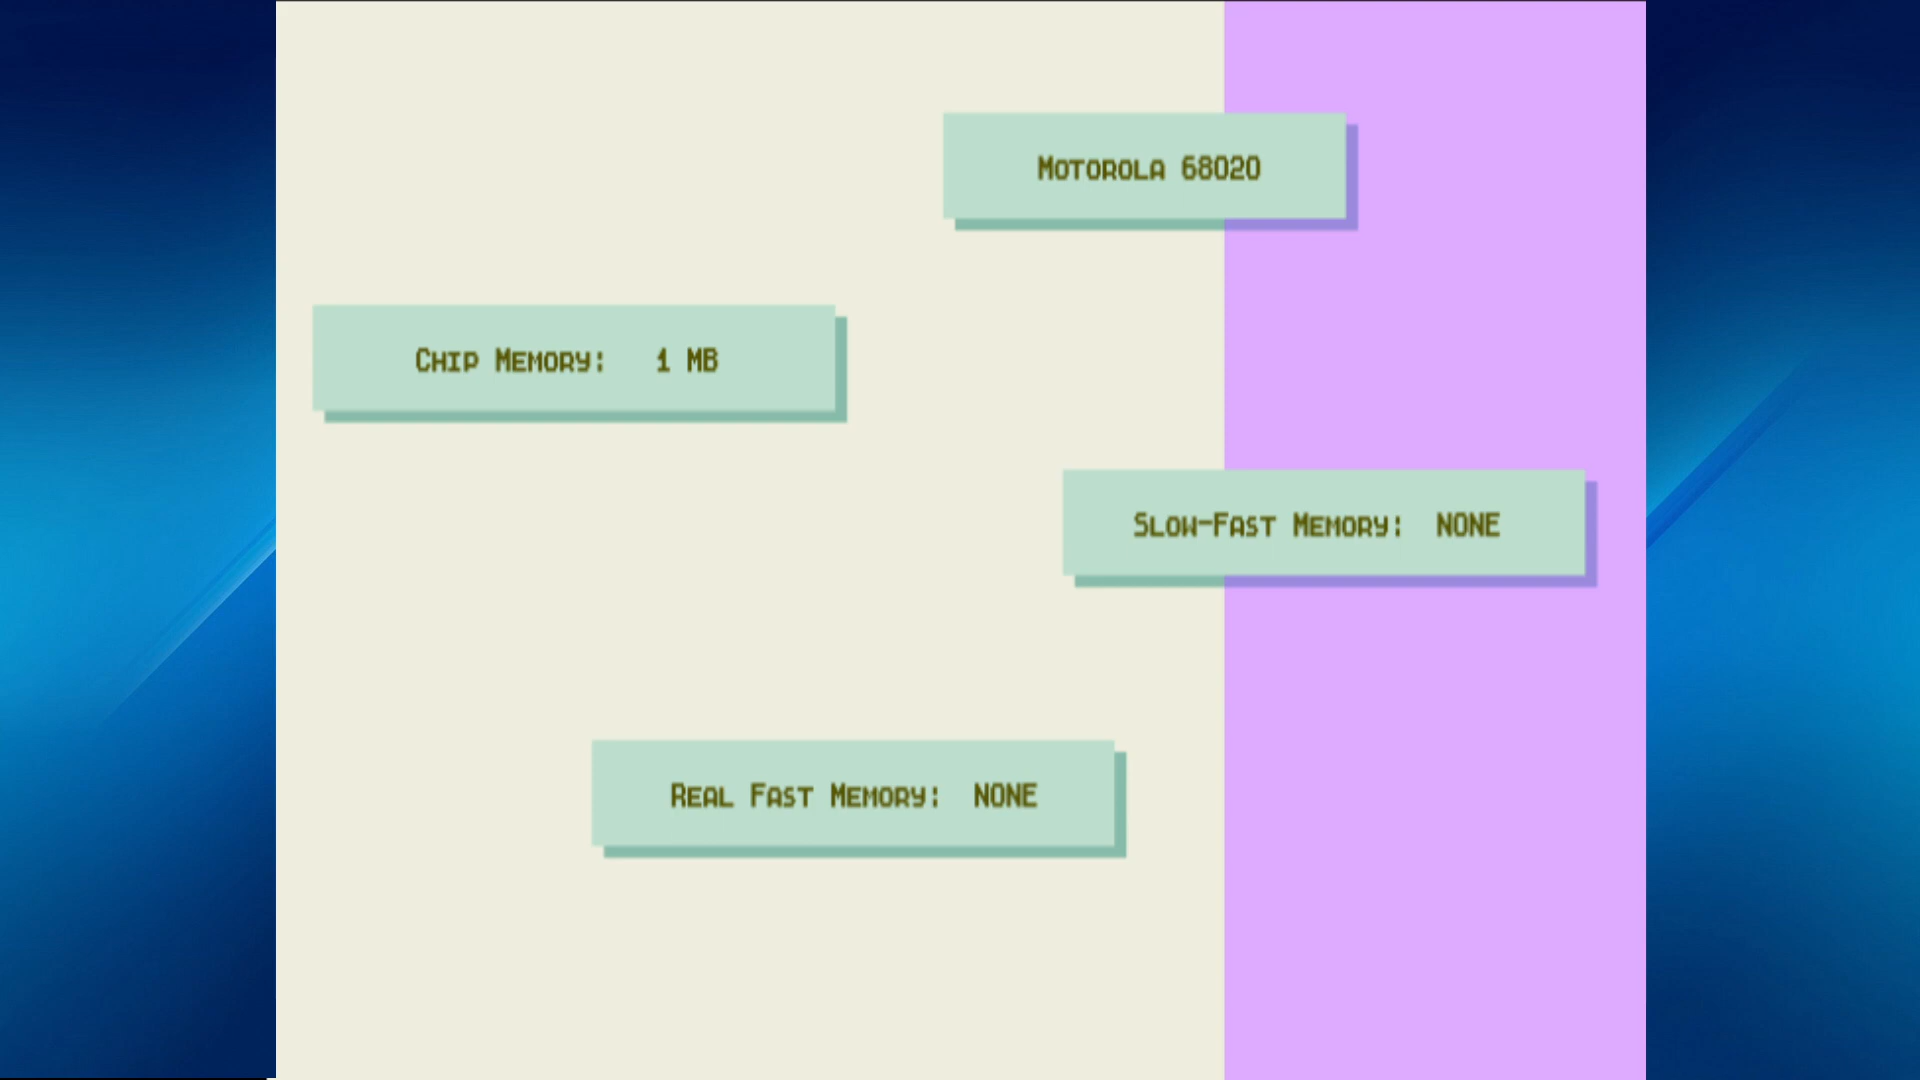 Motorola 68020
Chip Memory: 1 MB
Slow-Fast Memory: NONE
Real Fast Memory: NONE